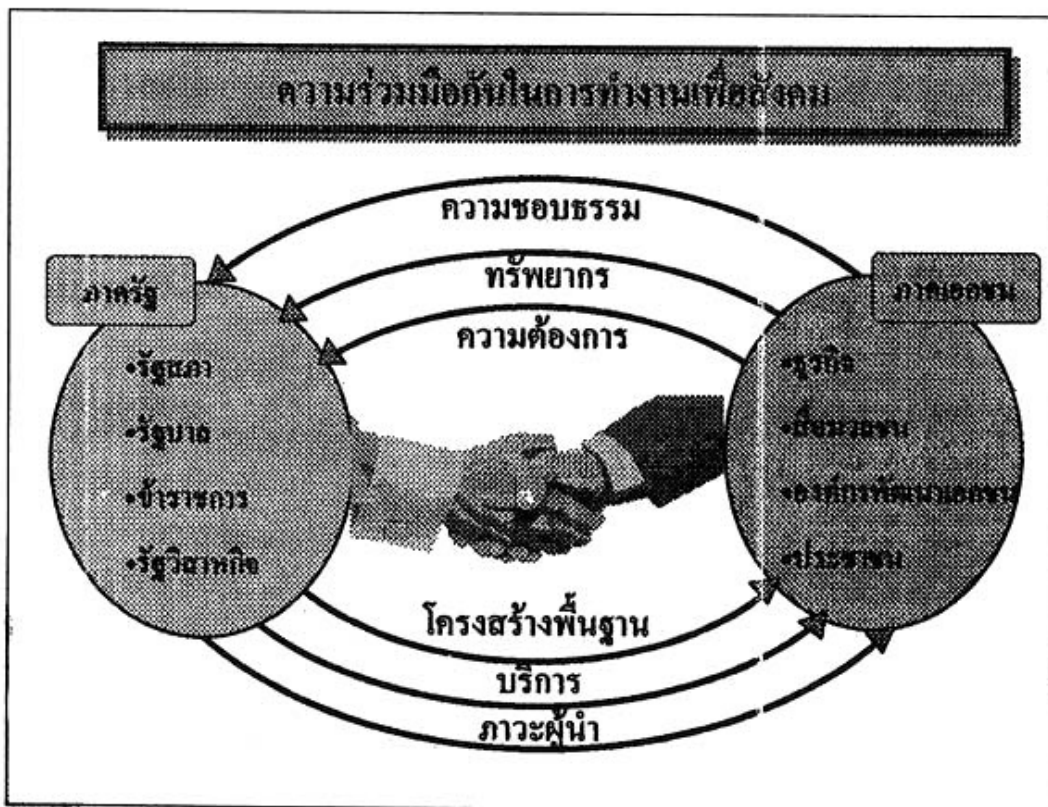 ความร่วมมือกันในการทำงานเพื่อสังคม
ความชอบธรรม
ทรัพยากร
ความต้องการ
ภาครัฐ
•รัฐสภา
•รัฐบาล
•ข้าราชการ
•รัฐวิสาหกิจ
ภาคเอกชน
•ธุรกิจ
•สื่อมวลชน
•องค์กรพัฒนาเอกชน
•ประชาชน
โครงสร้างพื้นฐาน
บริการ
ภาวะผู้นำ